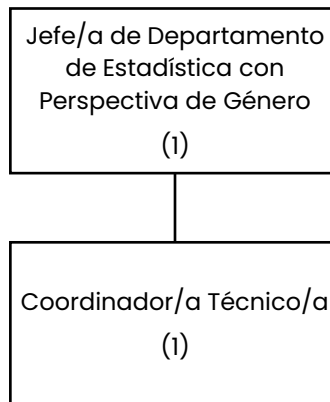 Jefe/a de Departamento
de Estadística con
Perspectiva de Género
(1)
Coordinador/a Técnico/a
(1)